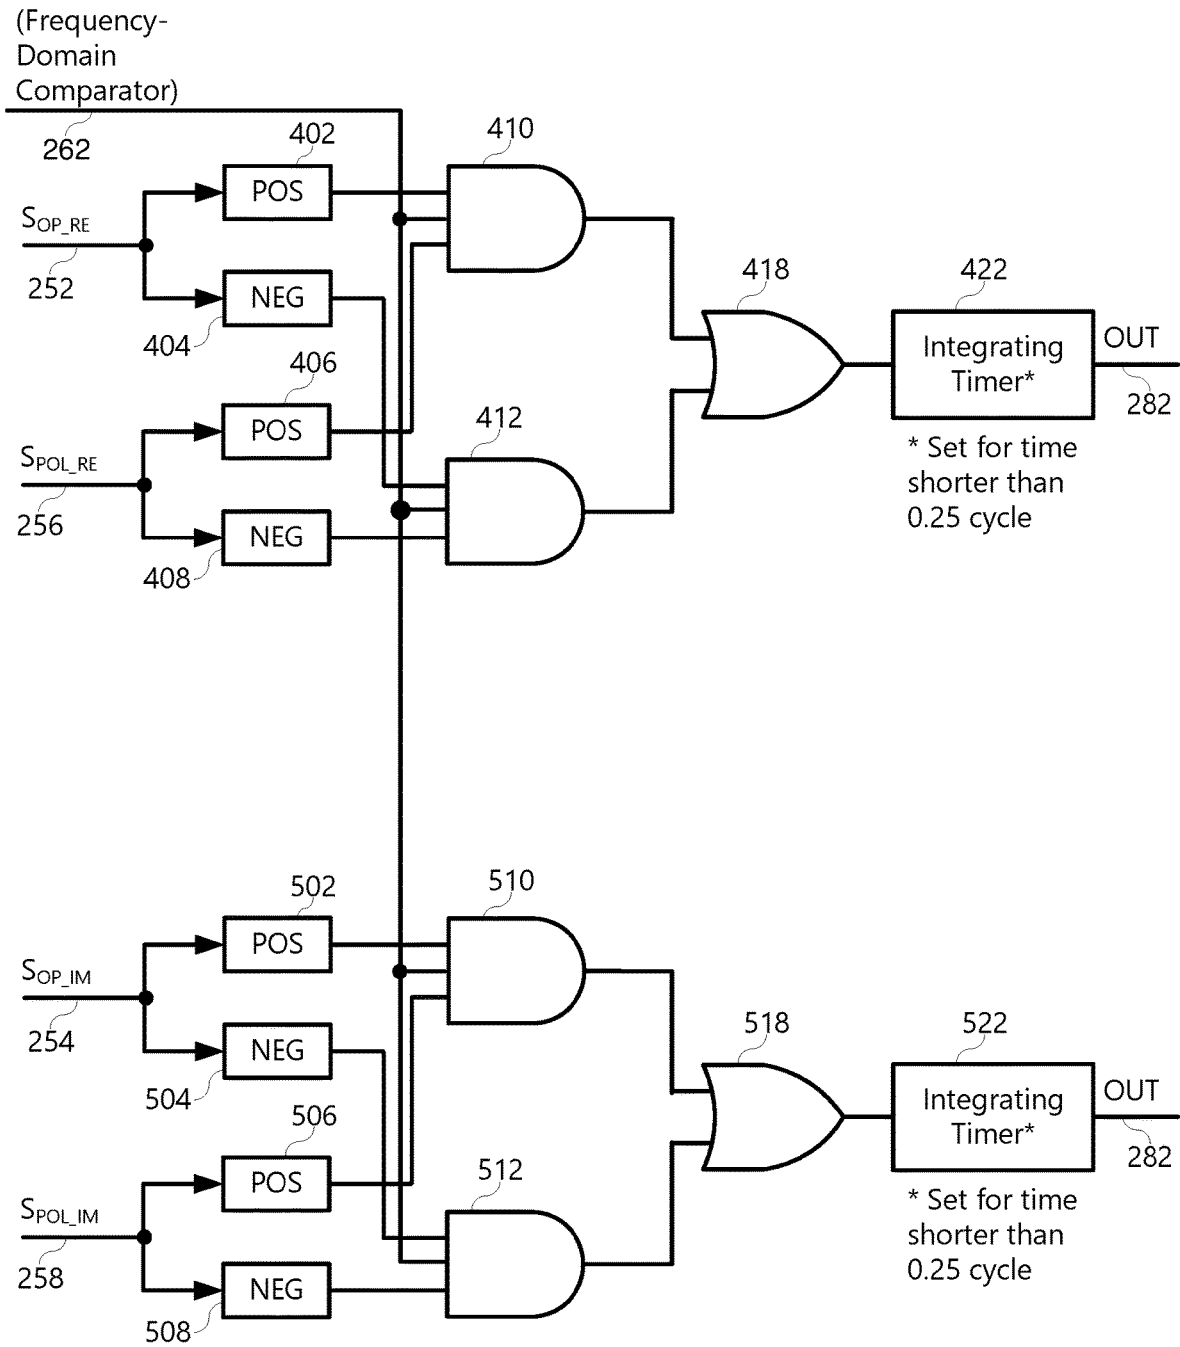 (Frequency-
Domain
Comparator)
262
402
410
POS
S_OP_RE
252
NEG
404
418
422
Integrating
Timer*
OUT
282
406
POS
412
S_POL_RE
256
* Set for time
shorter than
0.25 cycle
NEG
408
502
510
POS
S_OP_IM
254
NEG
504
518
522
Integrating
Timer*
OUT
282
506
POS
512
S_POL_IM
258
* Set for time
shorter than
0.25 cycle
NEG
508